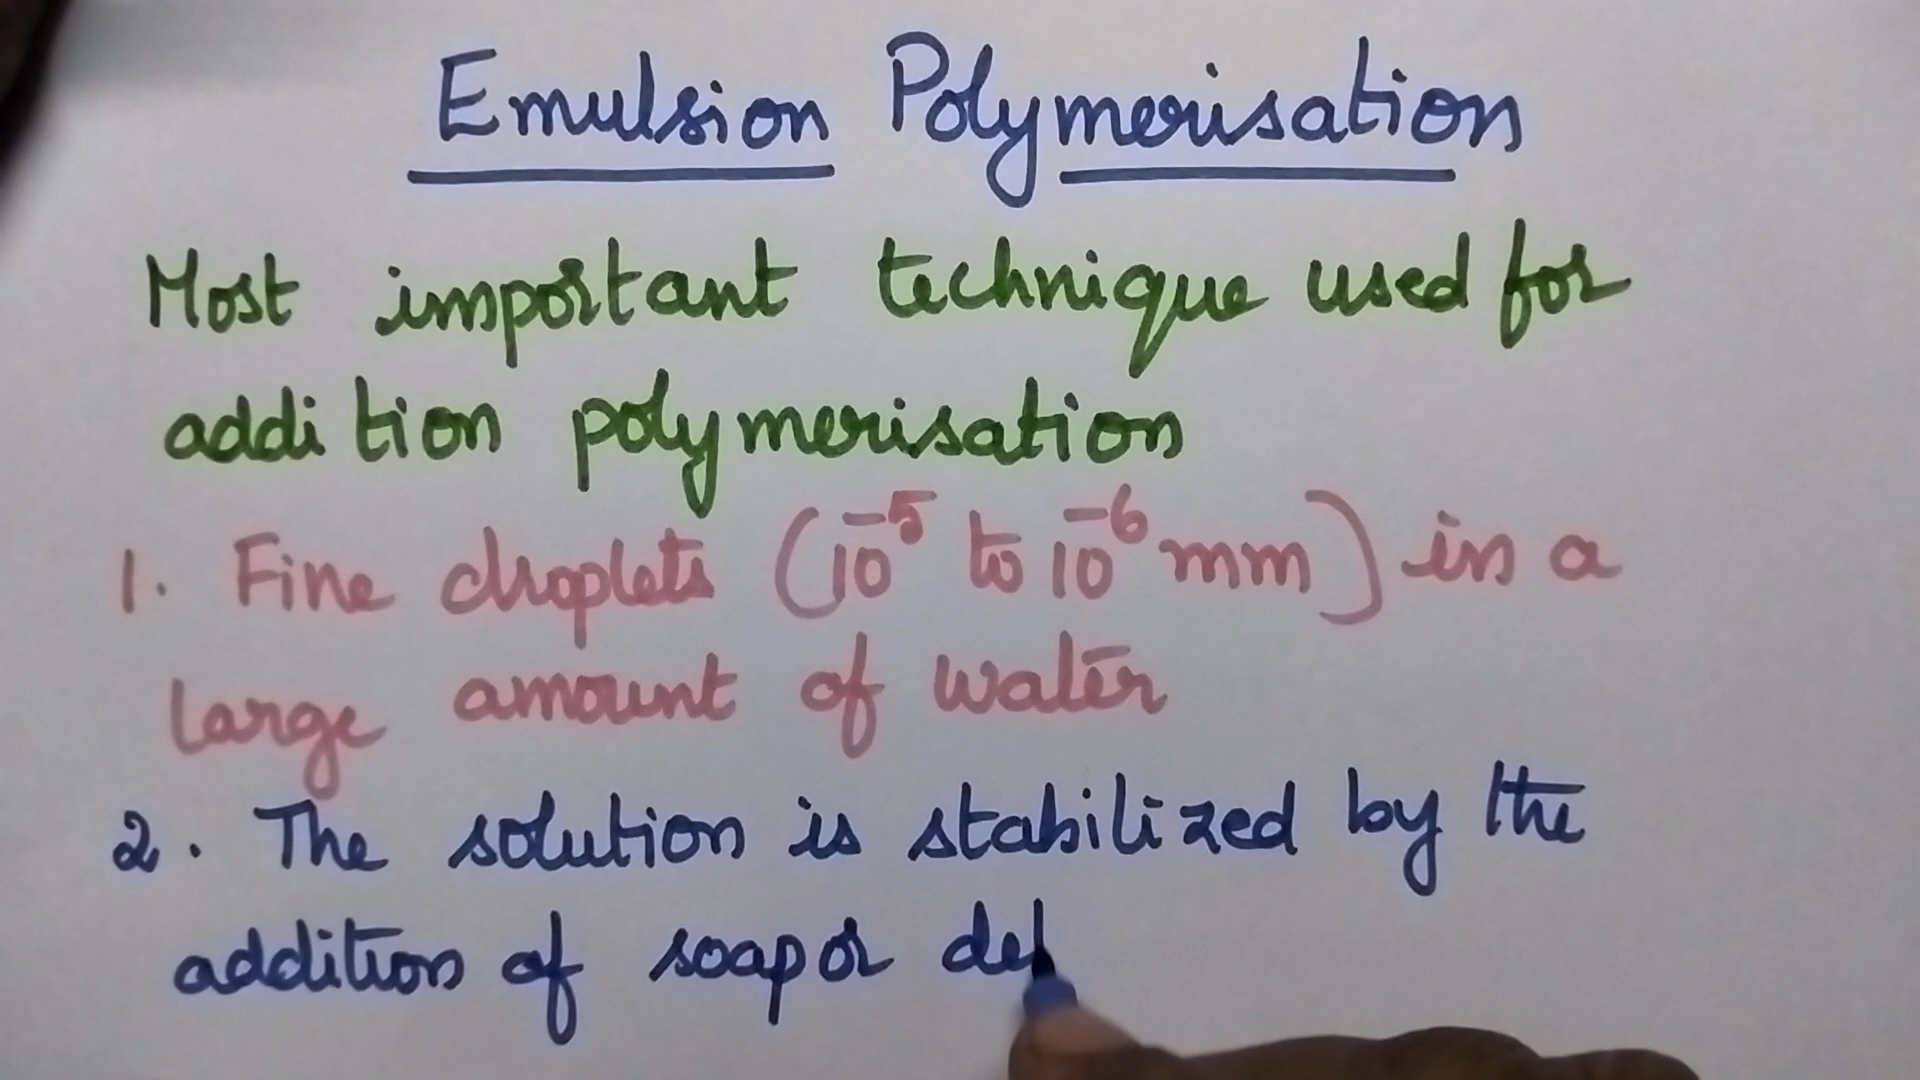 Emulsion Polymerisation
Most important technique used for
addition polymerisation
1. Fine droplets (10⁻⁵ to 10⁻⁶ mm) in a
large amount of water
2. The solution is stabilized by the
addition of soap or det